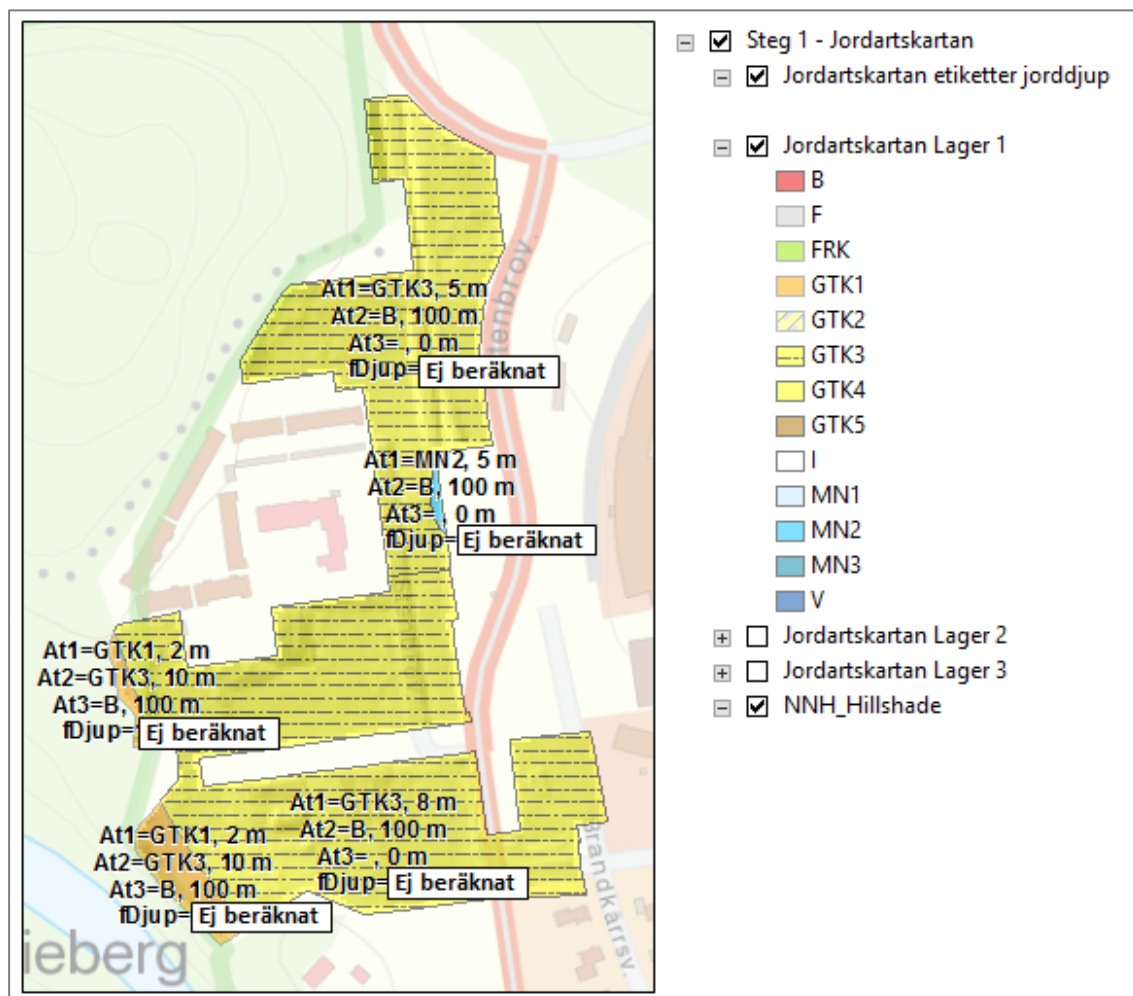 At1=GTK3, 5 m
At2=B, 100 m
At3= , 0 m
fDjup= Ej beräknat
At1=MN2, 5 m
At2=B, 100 m
At3= , 0 m
fDjup= Ej beräknat
At1=GTK1, 2 m
At2=GTK3, 10 m
At3=B, 100 m
fDjup= Ej beräknat
At1=GTK3, 8 m
At2=B, 100 m
At3= , 0 m
fDjup= Ej beräknat
At1=GTK1, 2 m
At2=GTK3, 10 m
At3=B, 100 m
fDjup= Ej beräknat
tenbrov.
Brandkärrsv.
ieberg
Steg 1 - Jordartskartan
Jordartskartan etiketter jorddjup
Jordartskartan Lager 1
B
F
FRK
GTK1
GTK2
GTK3
GTK4
GTK5
I
MN1
MN2
MN3
V
Jordartskartan Lager 2
Jordartskartan Lager 3
NNH_Hillshade